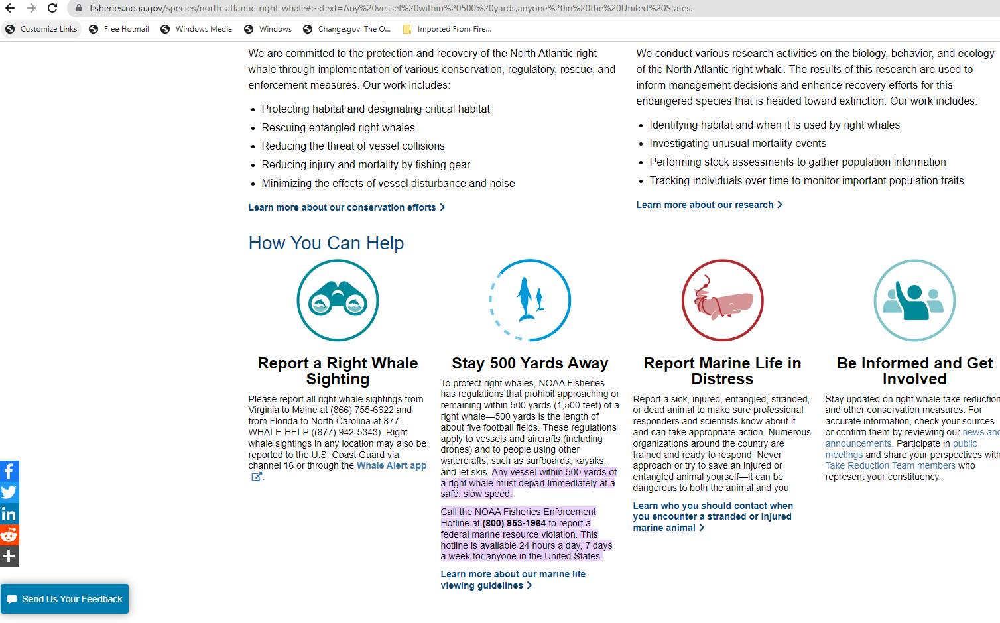 fisheries.noaa.gov/species/north-atlantic-right-whale#:~:text=Any%20vessel%20within%20500%20yards,anyone%20in%20the%20United%20States.
Customize Links
Free Hotmail
Windows Media
Windows
Change.gov: The O...
Imported From Fire...
We are committed to the protection and recovery of the North Atlantic right
whale through implementation of various conservation, regulatory, rescue, and
enforcement measures. Our work includes:
• Protecting habitat and designating critical habitat
• Rescuing entangled right whales
• Reducing the threat of vessel collisions
• Reducing injury and mortality by fishing gear
• Minimizing the effects of vessel disturbance and noise
Learn more about our conservation efforts
We conduct various research activities on the biology, behavior, and ecology
of the North Atlantic right whale. The results of this research are used to
inform management decisions and enhance recovery efforts for this
endangered species that is headed toward extinction. Our work includes:
• Identifying habitat and when it is used by right whales
• Investigating unusual mortality events
• Performing stock assessments to gather population information
• Tracking individuals over time to monitor important population traits
Learn more about our research
How You Can Help
Report a Right Whale
Sighting
Please report all right whale sightings from
Virginia to Maine at (866) 755-6622 and
from Florida to North Carolina at 877-
WHALE-HELP ((877) 942-5343). Right
whale sightings in any location may also be
reported to the U.S. Coast Guard via
channel 16 or through the Whale Alert app
.
Stay 500 Yards Away
To protect right whales, NOAA Fisheries
has regulations that prohibit approaching or
remaining within 500 yards (1,500 feet) of a
right whale—500 yards is the length of
about five football fields. These regulations
apply to vessels and aircrafts (including
drones) and to people using other
watercrafts, such as surfboards, kayaks,
and jet skis. Any vessel within 500 yards of
a right whale must depart immediately at a
safe, slow speed.
Call the NOAA Fisheries Enforcement
Hotline at (800) 853-1964 to report a
federal marine resource violation. This
hotline is available 24 hours a day, 7 days
a week for anyone in the United States.
Learn more about our marine life
viewing guidelines
Report Marine Life in
Distress
Report a sick, injured, entangled, stranded,
or dead animal to make sure professional
responders and scientists know about it
and can take appropriate action. Numerous
organizations around the country are
trained and ready to respond. Never
approach or try to save an injured or
entangled animal yourself—it can be
dangerous to both the animal and you.
Learn who you should contact when
you encounter a stranded or injured
marine animal
Be Informed and Get
Involved
Stay updated on right whale take reduction
and other conservation measures. For
accurate information, check your sources
or confirm them by reviewing our news and
announcements. Participate in public
meetings and share your perspectives with
Take Reduction Team members who
represent your constituency.
Send Us Your Feedback